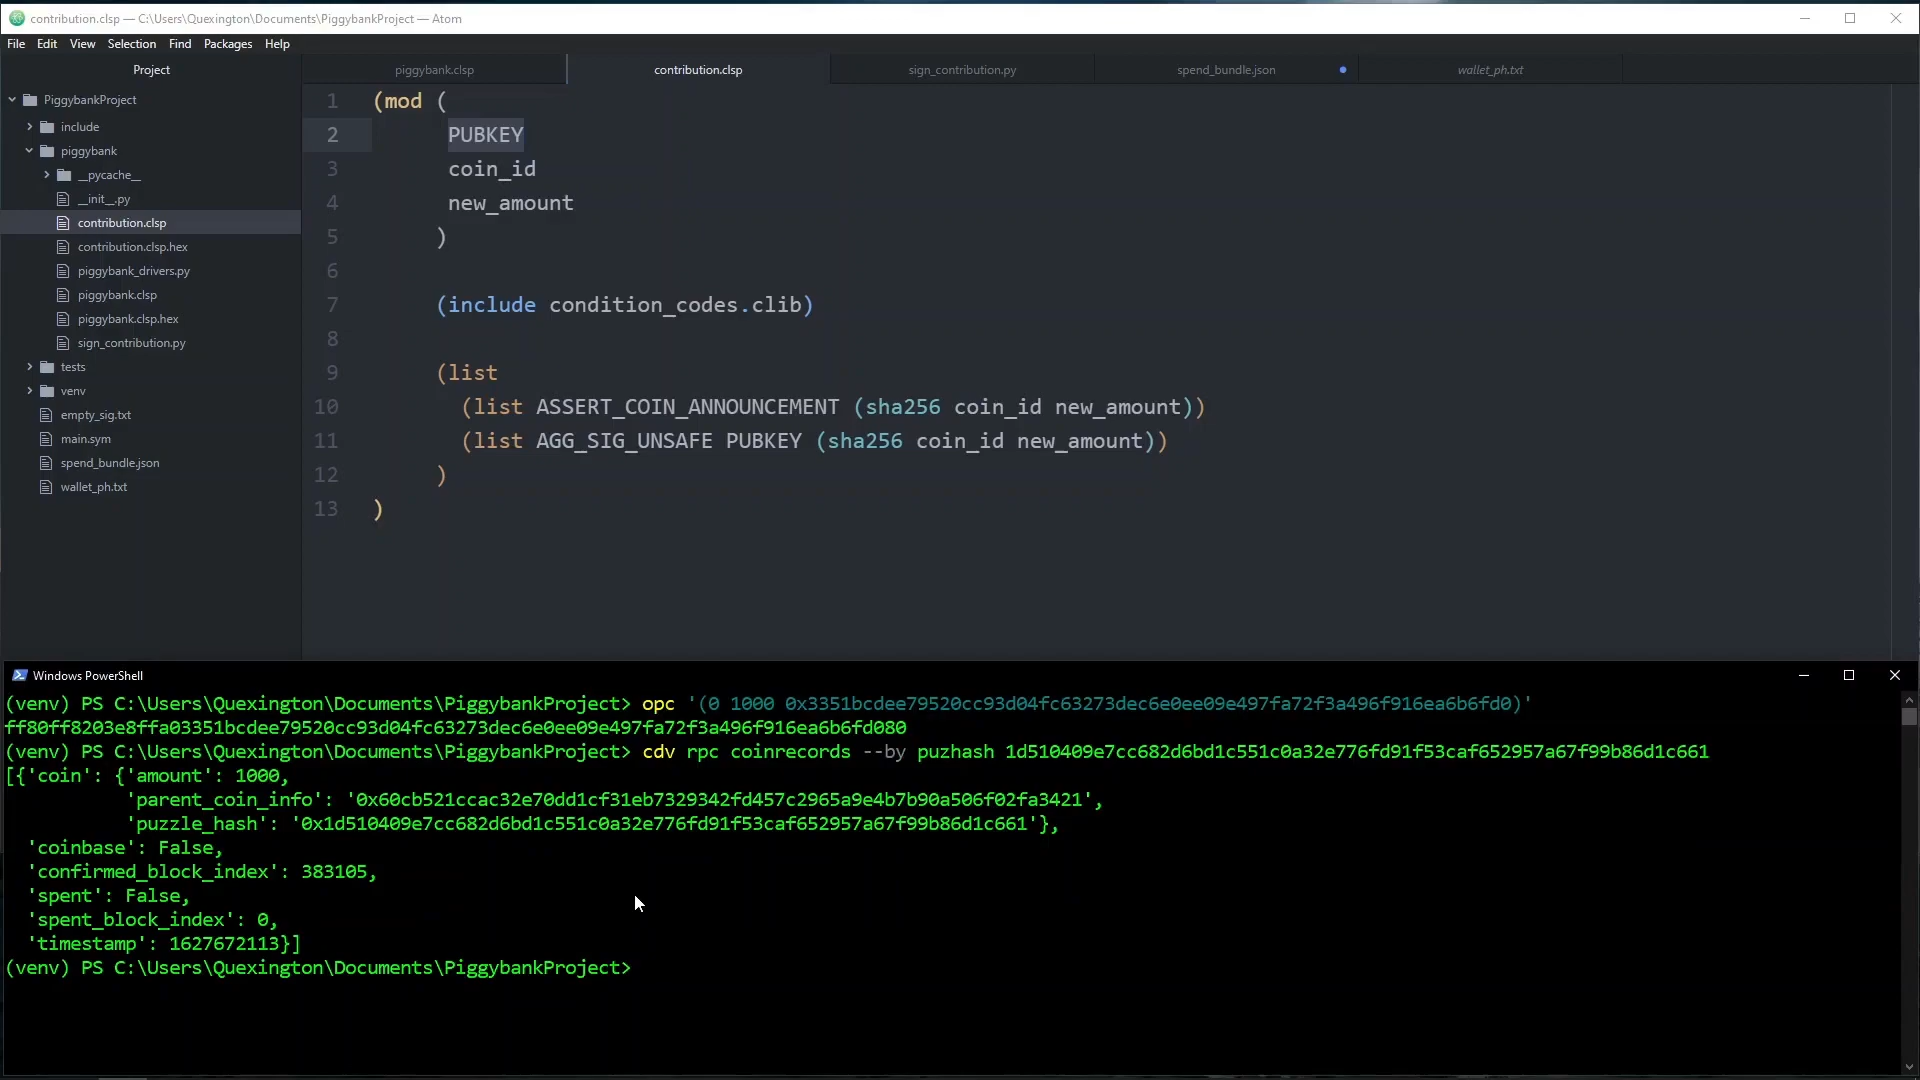 contribution.clsp — C:\Users\Quexington\Documents\PiggybankProject — Atom
File Edit View Selection Find Packages Help
Project
piggybank.clsp
contribution.clsp
sign_contribution.py
spend_bundle.json
wallet_ph.txt
PiggybankProject
include
piggybank
__pycache__
__init__.py
contribution.clsp
contribution.clsp.hex
piggybank_drivers.py
piggybank.clsp
piggybank.clsp.hex
sign_contribution.py
tests
venv
empty_sig.txt
main.sym
spend_bundle.json
wallet_ph.txt
1 (mod (
2 PUBKEY
3 coin_id
4 new_amount
5 )
6
7 (include condition_codes.clib)
8
9 (list
10 (list ASSERT_COIN_ANNOUNCEMENT (sha256 coin_id new_amount))
11 (list AGG_SIG_UNSAFE PUBKEY (sha256 coin_id new_amount))
12 )
13 )
Windows PowerShell
(venv) PS C:\Users\Quexington\Documents\PiggybankProject> opc '(0 1000 0x3351bcdee79520cc93d04fc63273dec6e0ee09e497fa72f3a496f916ea6b6fd0)'
ff80ff8203e8ffa03351bcdee79520cc93d04fc63273dec6e0ee09e497fa72f3a496f916ea6b6fd080
(venv) PS C:\Users\Quexington\Documents\PiggybankProject> cdv rpc coinrecords --by puzhash 1d510409e7cc682d6bd1c551c0a32e776fd91f53caf652957a67f99b86d1c661
[{'coin': {'amount': 1000,
'parent_coin_info': '0x60cb521ccac32e70dd1cf31eb7329342fd457c2965a9e4b7b90a506f02fa3421',
'puzzle_hash': '0x1d510409e7cc682d6bd1c551c0a32e776fd91f53caf652957a67f99b86d1c661'},
'coinbase': False,
'confirmed_block_index': 383105,
'spent': False,
'spent_block_index': 0,
'timestamp': 1627672113}]
(venv) PS C:\Users\Quexington\Documents\PiggybankProject>